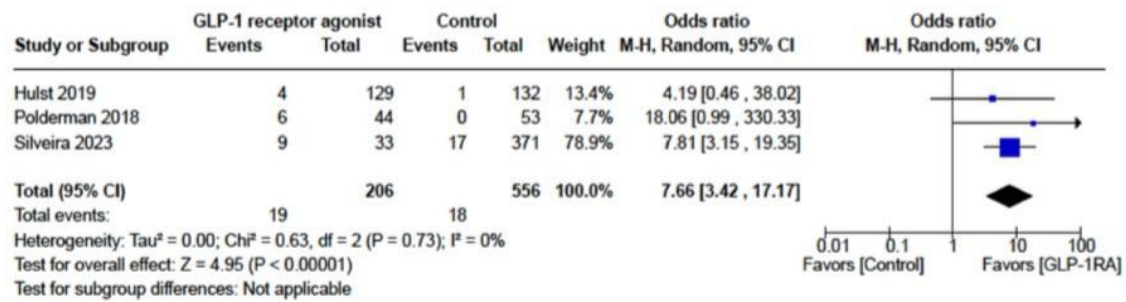 GLP-1 receptor agonist Control Odds ratio Odds ratio
Study or Subgroup Events Total Events Total Weight M-H, Random, 95% CI M-H, Random, 95% CI
Hulst 2019 4 129 1 132 13.4% 4.19 [0.46 , 38.02]
Polderman 2018 6 44 0 53 7.7% 18.06 [0.99 , 330.33]
Silveira 2023 9 33 17 371 78.9% 7.81 [3.15 , 19.35]
Total (95% CI) 206 556 100.0% 7.66 [3.42 , 17.17]
Total events: 19 18
Heterogeneity: Tau² = 0.00; Chi² = 0.63, df = 2 (P = 0.73); I² = 0%
0.01 0.1 1 10 100
Test for overall effect: Z = 4.95 (P < 0.00001) Favors [Control] Favors [GLP-1RA]
Test for subgroup differences: Not applicable